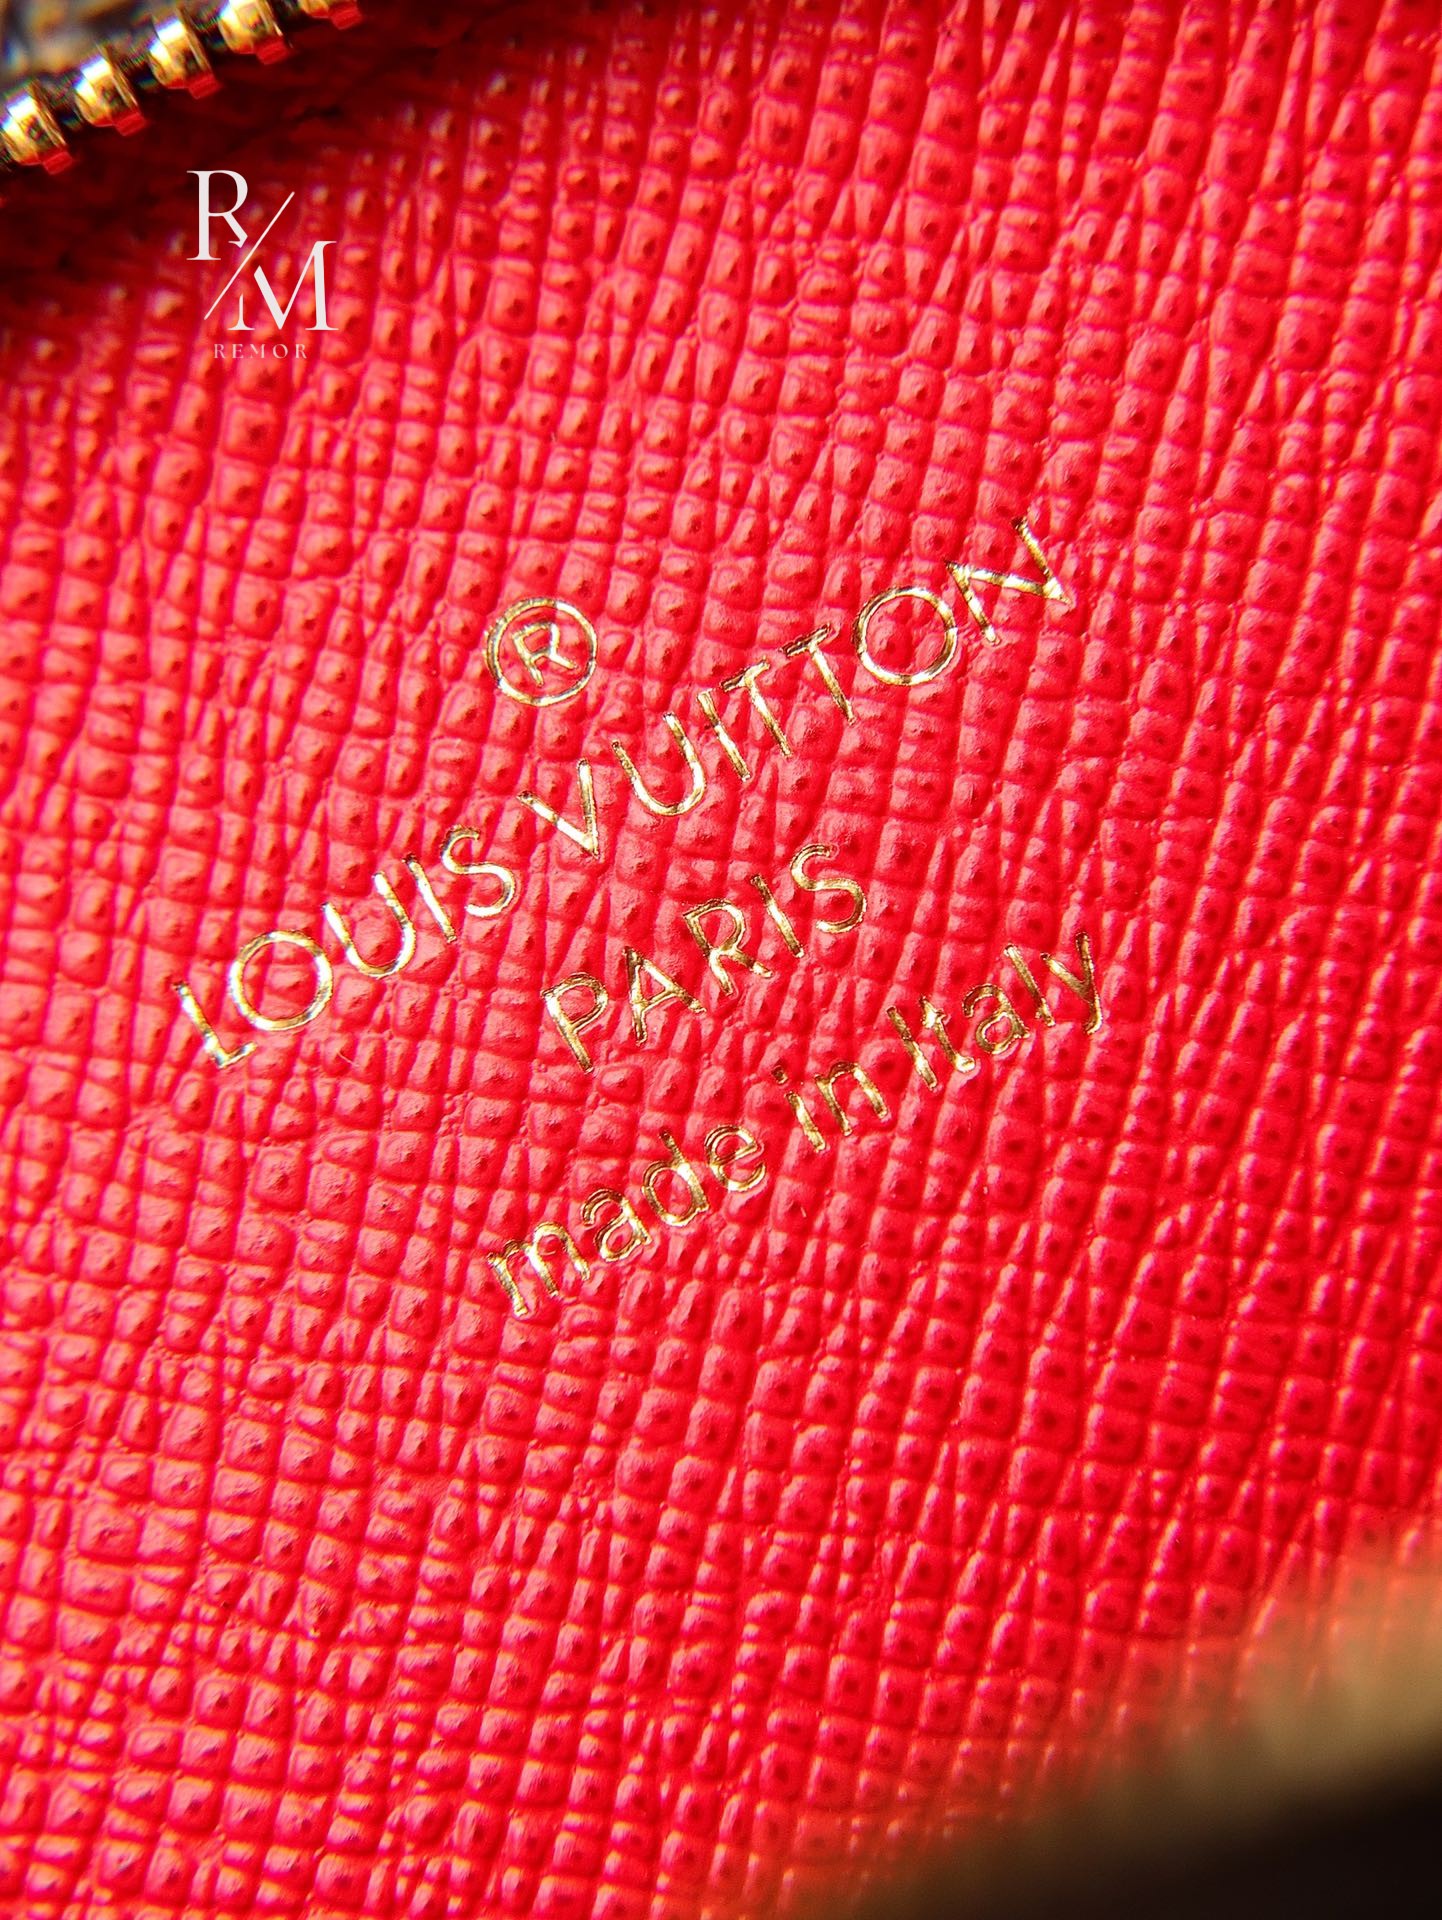 R/M
REMOR
®
LOUIS VUITTON
PARIS
made in Italy